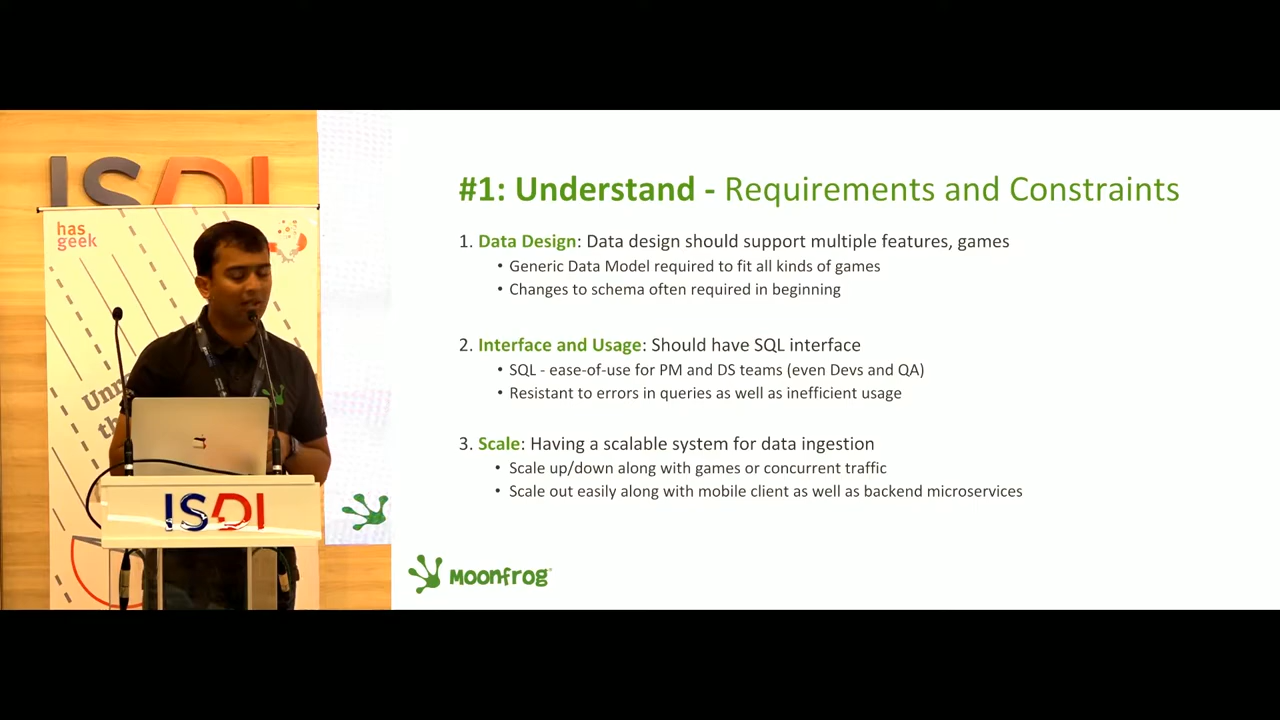 ISDI
has
geek
ISDI
#1: Understand - Requirements and Constraints
1. Data Design: Data design should support multiple features, games
• Generic Data Model required to fit all kinds of games
• Changes to schema often required in beginning
2. Interface and Usage: Should have SQL interface
• SQL - ease-of-use for PM and DS teams (even Devs and QA)
• Resistant to errors in queries as well as inefficient usage
3. Scale: Having a scalable system for data ingestion
• Scale up/down along with games or concurrent traffic
• Scale out easily along with mobile client as well as backend microservices
Moonfrog